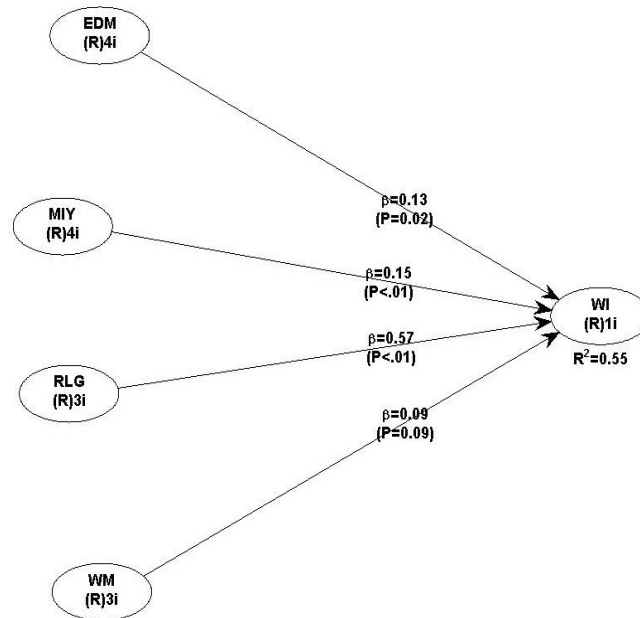 EDM
(R)4i
β=0.13
(P=0.02)
MIY
(R)4i
β=0.15
(P<.01)
WI
(R)1i
R²=0.55
β=0.57
(P<.01)
RLG
(R)3i
β=0.09
(P=0.09)
WM
(R)3i